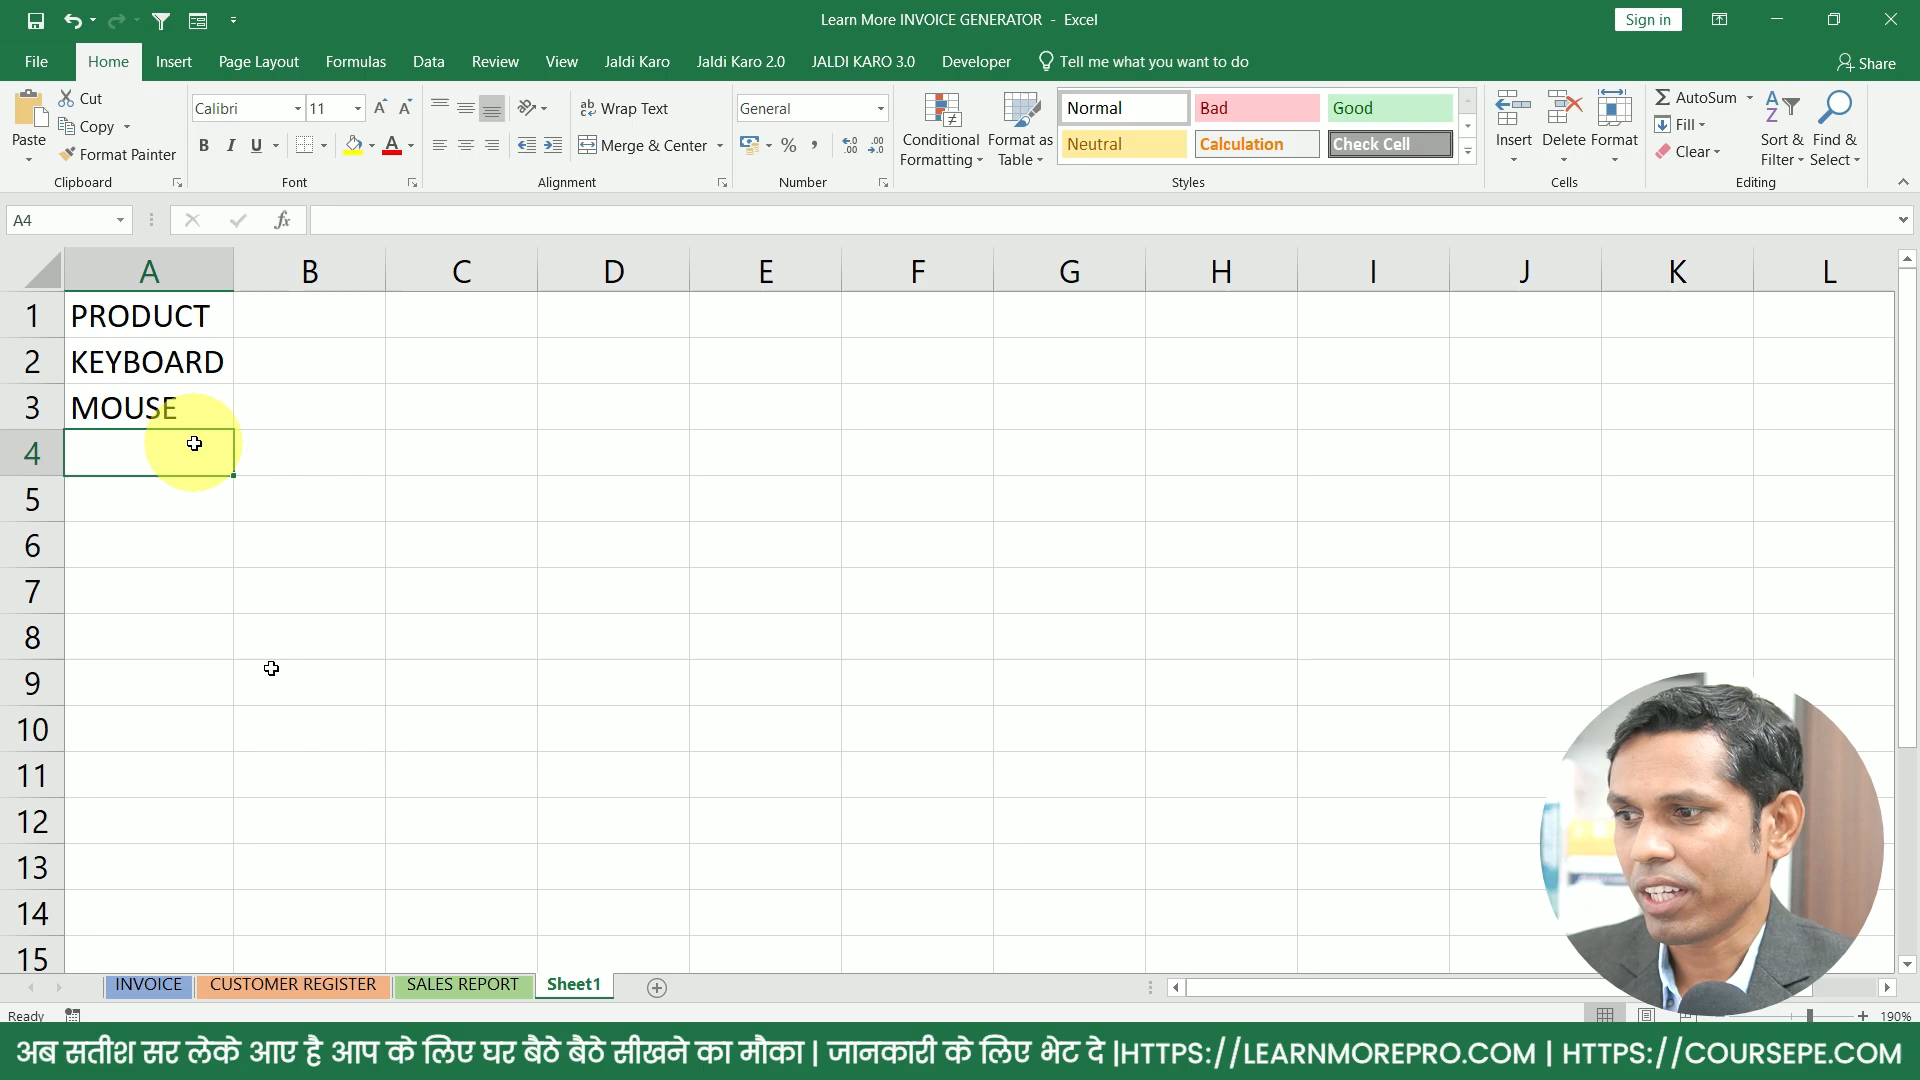 Learn More INVOICE GENERATOR - Excel
Sign in
File Home Insert Page Layout Formulas Data Review View Jaldi Karo Jaldi Karo 2.0 JALDI KARO 3.0 Developer Tell me what you want to do
Share
Paste
Cut
Copy
Format Painter
Clipboard
Calibri 11
B I U
Font
Wrap Text
Merge & Center
Alignment
General
Number
Conditional Formatting
Format as Table
Normal Bad Good
Neutral Calculation Check Cell
Styles
Insert Delete Format
Cells
AutoSum
Fill
Clear
Sort & Filter
Find & Select
Editing
A4
fx
A B C D E F G H I J K L
1 PRODUCT
2 KEYBOARD
3 MOUSE
4
5
6
7
8
9
10
11
12
13
14
15
INVOICE CUSTOMER REGISTER SALES REPORT Sheet1
Ready
190%
अब सतीश सर लेके आए है आप के लिए घर बैठे बैठे सीखने का मौका | जानकारी के लिए भेट दे |HTTPS://LEARNMOREPRO.COM | HTTPS://COURSEPE.COM